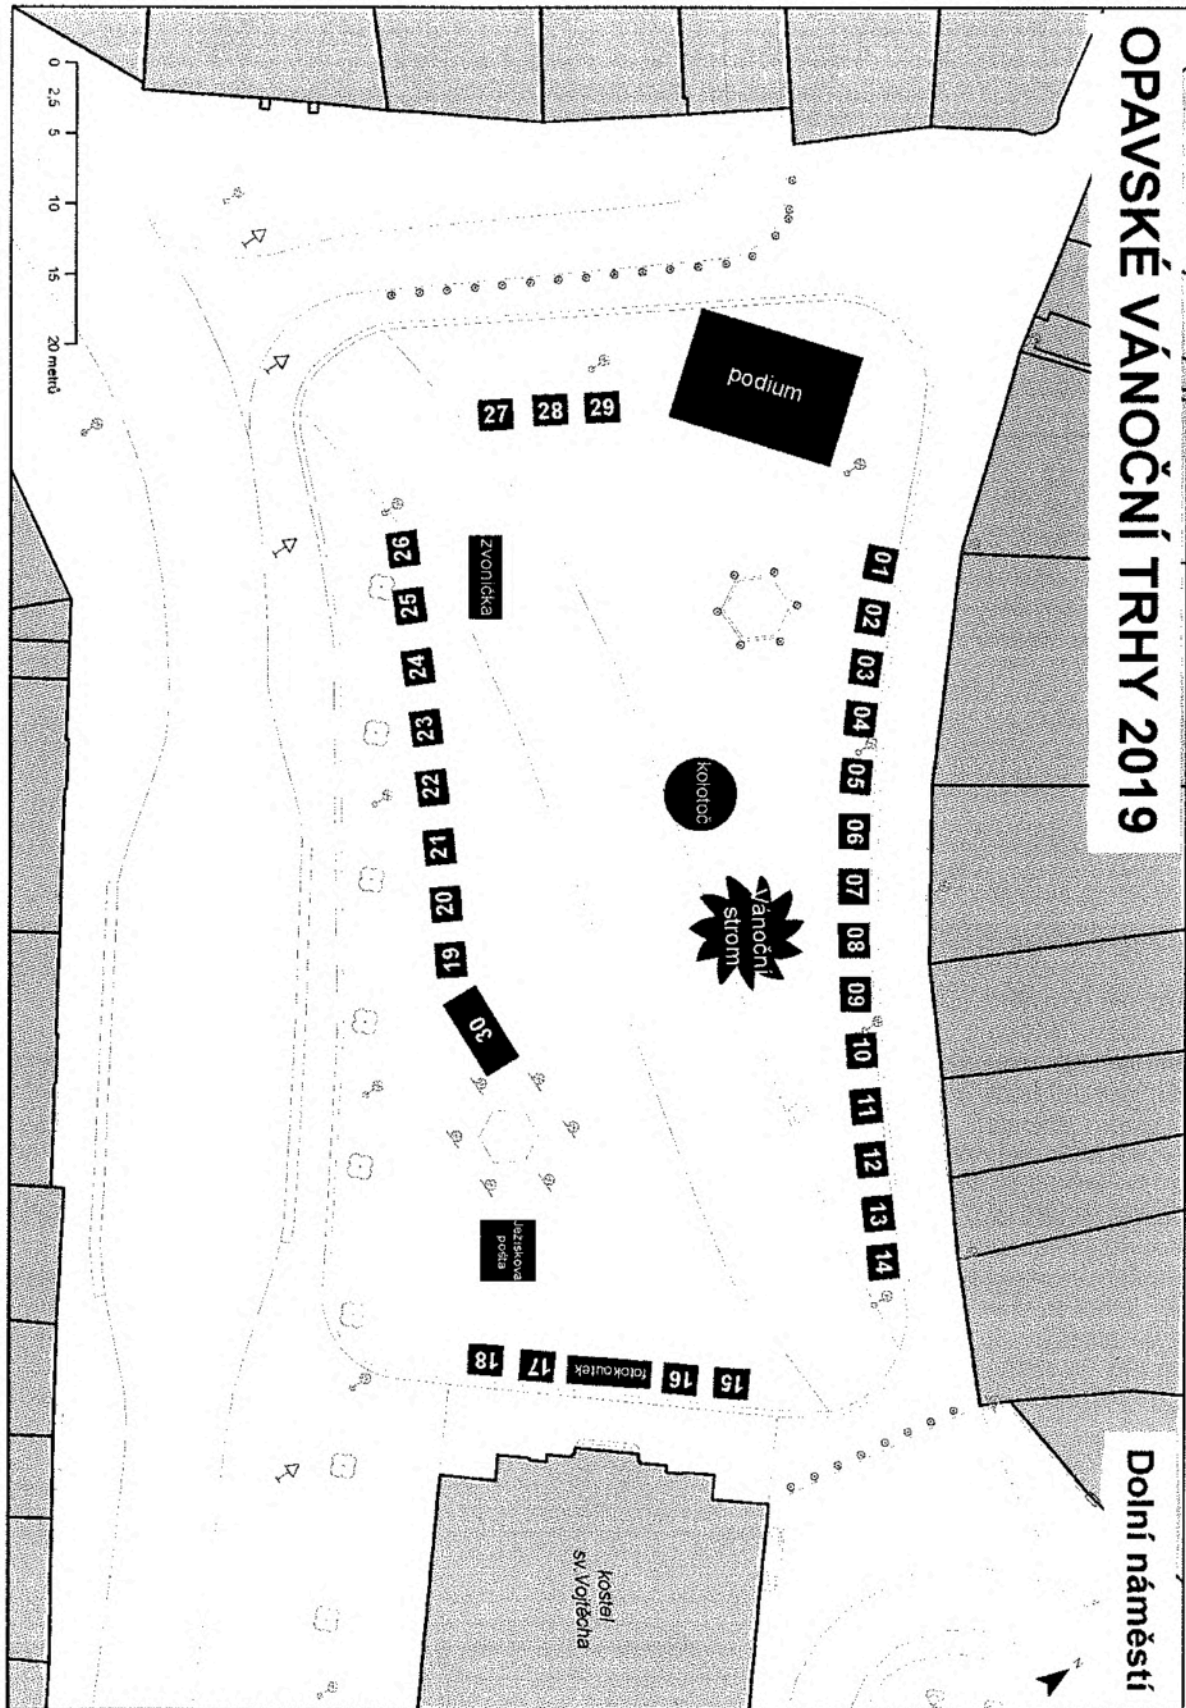 OPAVSKÉ VÁNOČNÍ TRHY 2019
Dolní náměstí
0 2,5 5 10 15 20 metrů
podium
27 28 29
zvonička
kolotoč
Vánoční
strom
01
02
03
04
05
06
07
08
09
10
11
12
13
14
26
25
24
23
22
21
20
19
30
Ježíškova
pošta
18 17 fotokoutek 16 15
kostel
sv.Vojtěcha
N